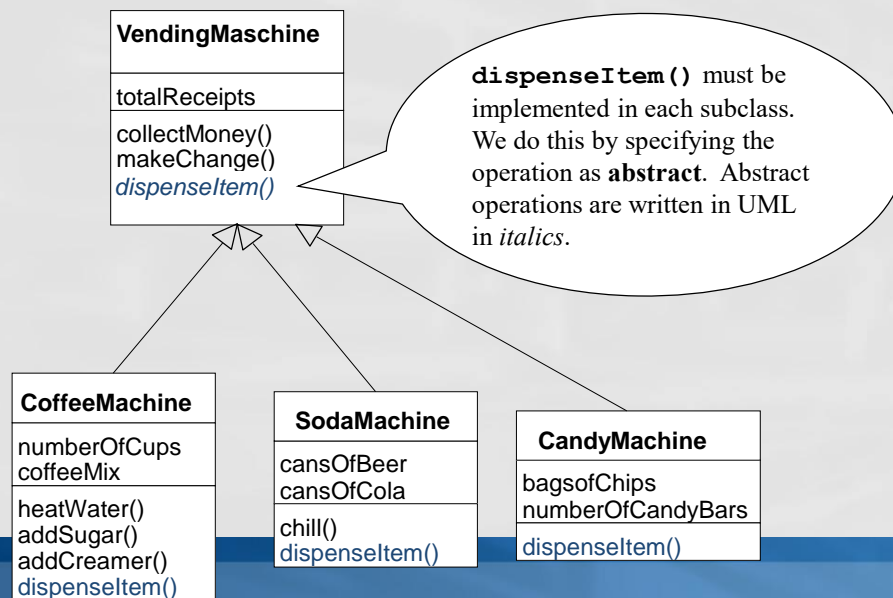 VendingMaschine
totalReceipts
collectMoney()
makeChange()
dispenseItem()
dispenseItem() must be
implemented in each subclass.
We do this by specifying the
operation as abstract. Abstract
operations are written in UML
in italics.
CoffeeMachine
numberOfCups
coffeeMix
heatWater()
addSugar()
addCreamer()
dispenseItem()
SodaMachine
cansOfBeer
cansOfCola
chill()
dispenseItem()
CandyMachine
bagsofChips
numberOfCandyBars
dispenseItem()